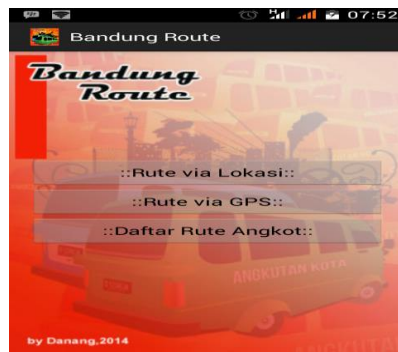 07:52
Bandung Route
Bandung
Route
::Rute via Lokasi::
::Rute via GPS::
::Daftar Rute Angkot::
ANGKUTAN KOTA
by Danang,2014